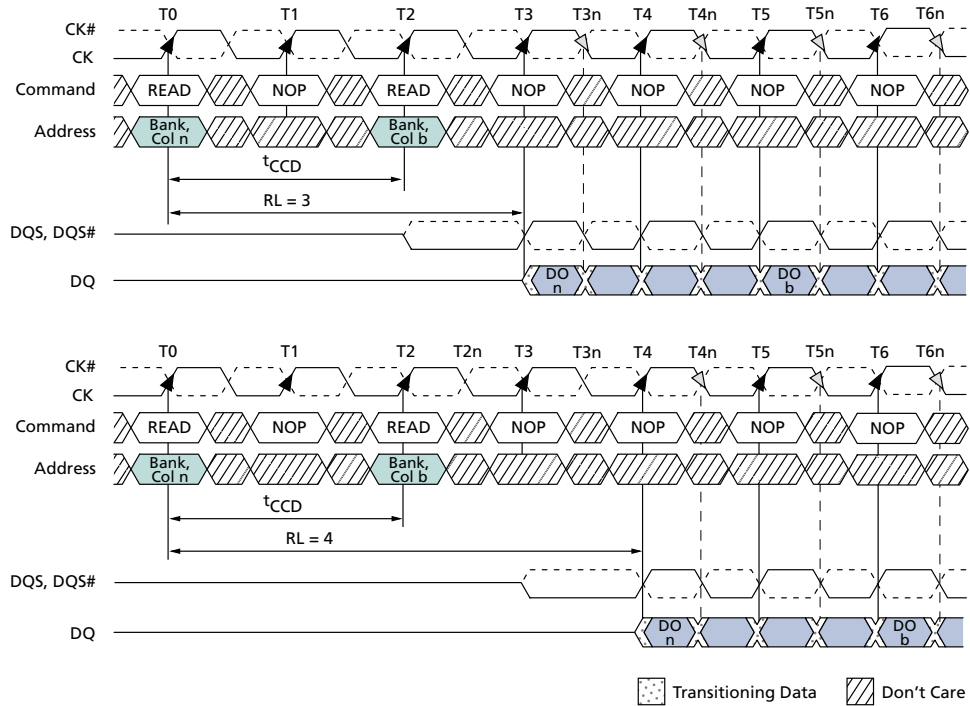 T0 T1 T2 T3 T3n T4 T4n T5 T5n T6 T6n
CK#
CK
Command READ NOP READ NOP NOP NOP NOP
Address Bank, Col n Bank, Col b
tCCD
RL = 3
DQS, DQS#
DQ DO n DO b
T0 T1 T2 T2n T3 T3n T4 T4n T5 T5n T6 T6n
CK#
CK
Command READ NOP READ NOP NOP NOP NOP
Address Bank, Col n Bank, Col b
tCCD
RL = 4
DQS, DQS#
DQ DO n DO b
Transitioning Data Don't Care